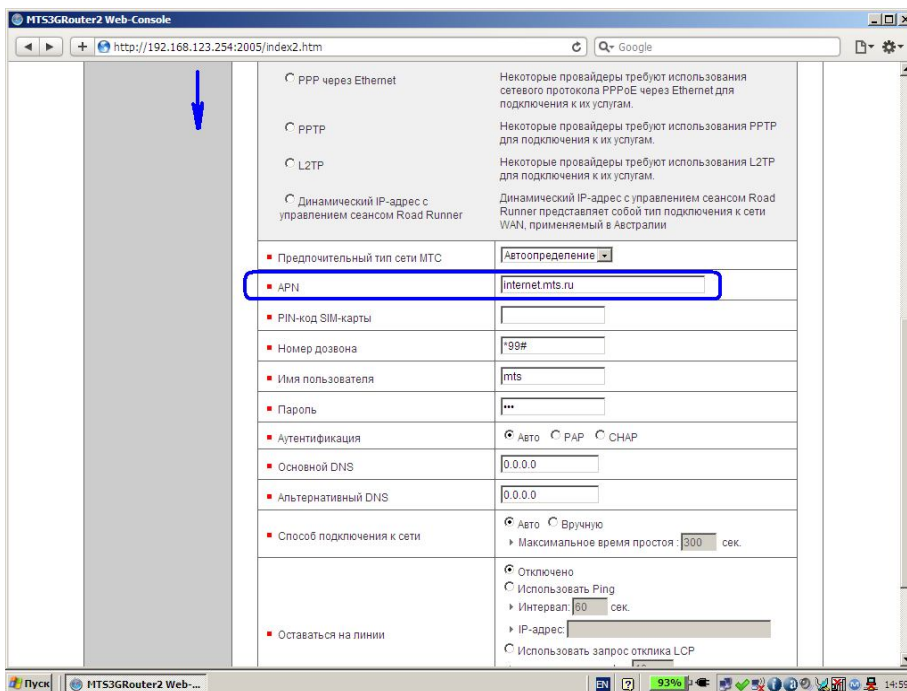 MTS3GRouter2 Web-Console
http://192.168.123.254:2005/index2.htm
Google
PPP через Ethernet
Некоторые провайдеры требуют использования
сетевого протокола PPPoE через Ethernet для
подключения к их услугам.
PPTP
Некоторые провайдеры требуют использования PPTP
для подключения к их услугам.
L2TP
Некоторые провайдеры требуют использования L2TP
для подключения к их услугам.
Динамический IP-адрес с
управлением сеансом Road Runner
Динамический IP-адрес с управлением сеансом Road
Runner представляет собой тип подключения к сети
WAN, применяемый в Австралии
Предпочительный тип сети МТС
Автоопределение
APN
internet.mts.ru
PIN-код SIM-карты
Номер дозвона
*99#
Имя пользователя
mts
Пароль
•••
Аутентификация
Авто PAP CHAP
Основной DNS
0.0.0.0
Альтернативный DNS
0.0.0.0
Способ подключения к сети
Авто Вручную
Максимальное время простоя : 300 сек.
Оставаться на линии
Отключено
Использовать Ping
Интервал: 60 сек.
IP-адрес:
Использовать запрос отклика LCP
Пуск
MTS3GRouter2 Web-...
EN
93%
14:59